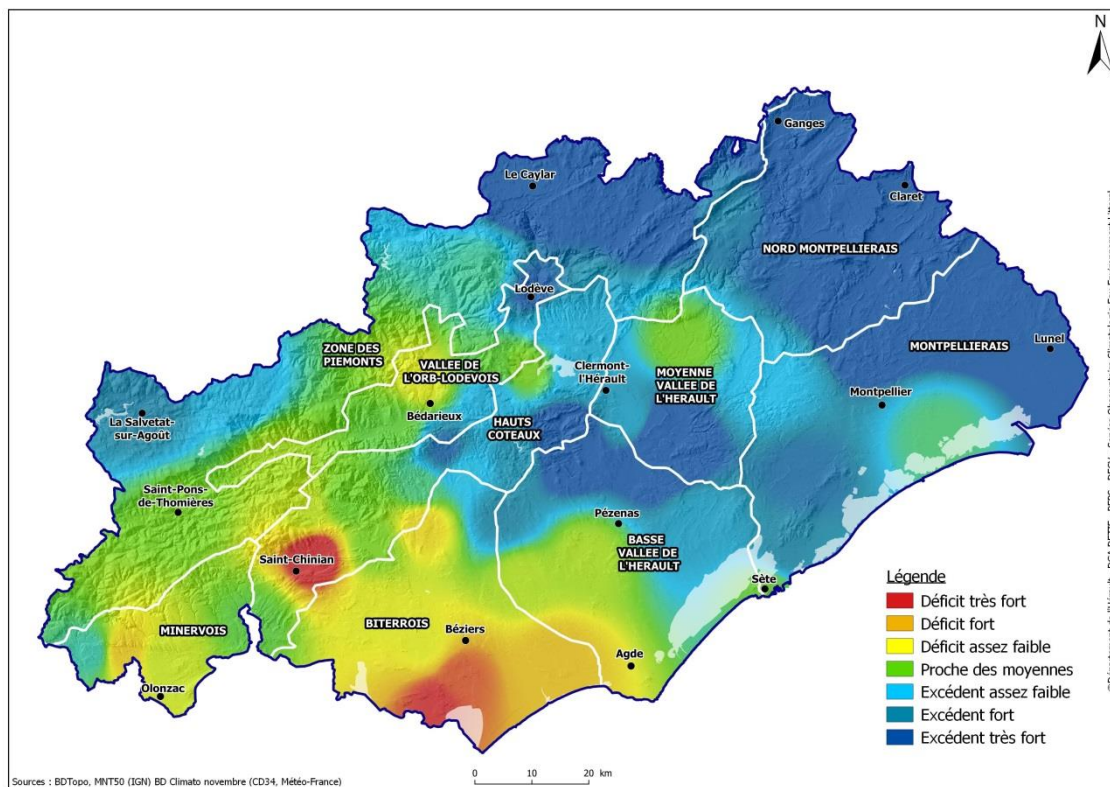 N
Ganges
Le Caylar
Claret
NORD MONTPELLIERAIS
Lodève
MONTPELLIERAIS
Lunel
ZONE DES
PIEMONTS
VALLEE DE
L'ORB-LODEVOIS
Clermont-
l'Hérault
MOYENNE
VALLEE DE
L'HERAULT
Montpellier
Bédarieux
La Salvetat-
sur-Agoût
HAUTS
COTEAUX
Saint-Pons-
de-Thomières
Pézenas
BASSE
VALLEE DE
L'HERAULT
Saint-Chinian
Sète
MINERVOIS
BITERROIS
Béziers
Agde
Olonzac
Légende
Déficit très fort
Déficit fort
Déficit assez faible
Proche des moyennes
Excédent assez faible
Excédent fort
Excédent très fort
0 10 20 km
Sources : BDTopo, MNT50 (IGN) BD Climato novembre (CD34, Météo-France)